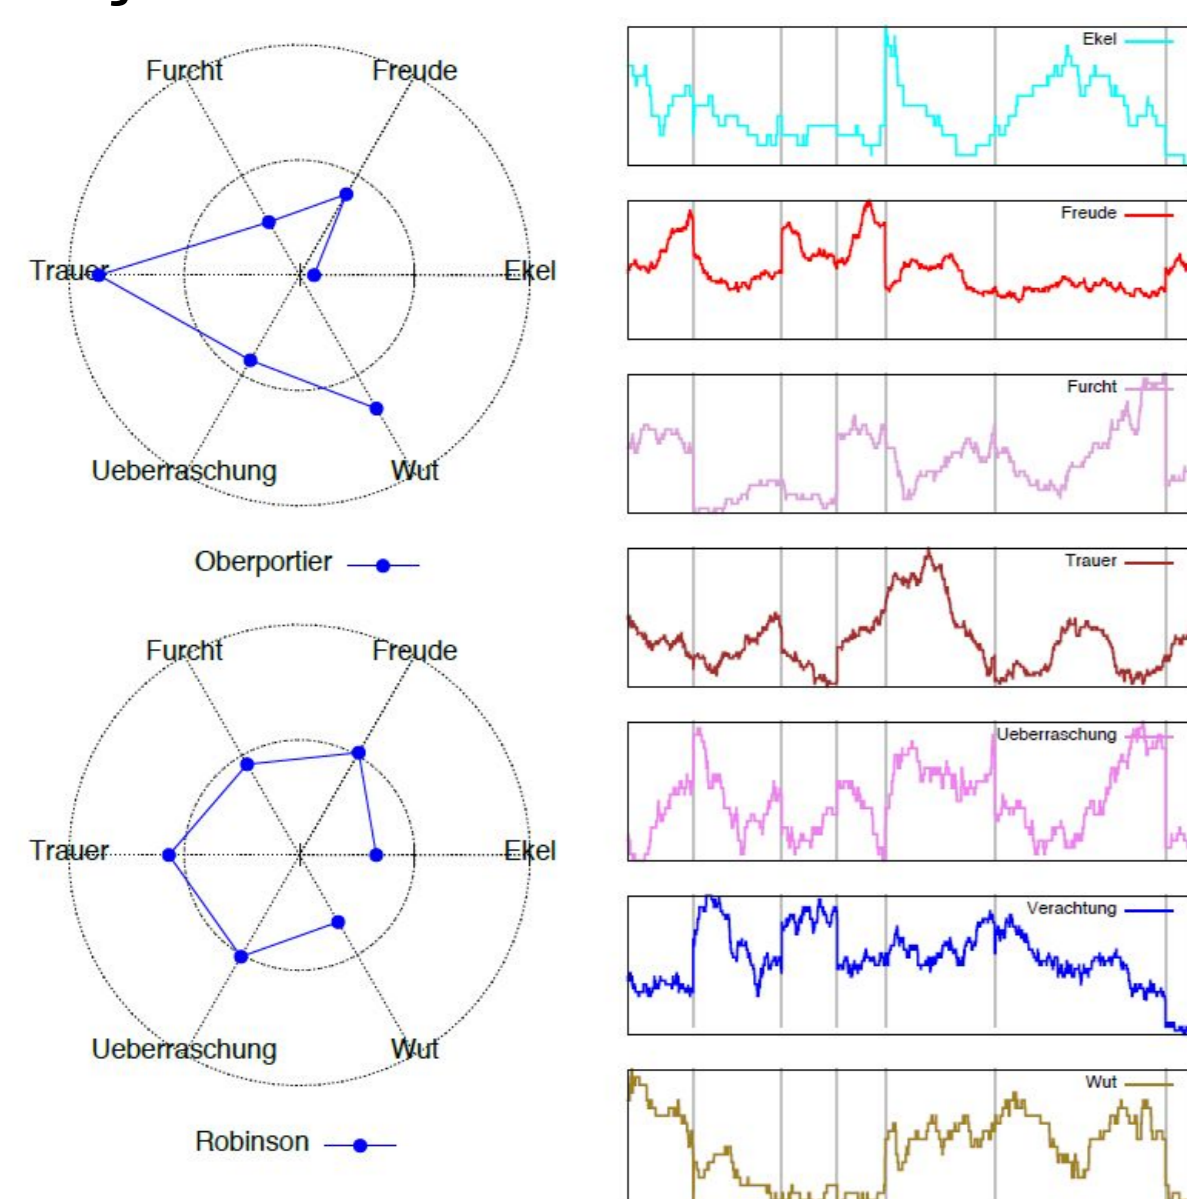 Furcht Freude
Trauer Ekel
Ueberraschung Wut
Oberportier
Furcht Freude
Trauer Ekel
Ueberraschung Wut
Robinson
Ekel
Freude
Furcht
Trauer
Ueberraschung
Verachtung
Wut